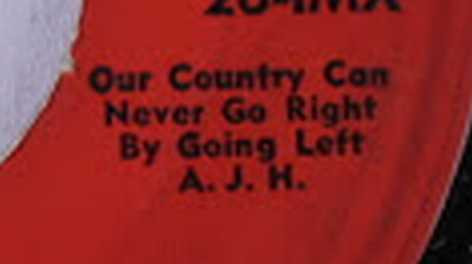 Our Country Can
Never Go Right
By Going Left
A. J. H.